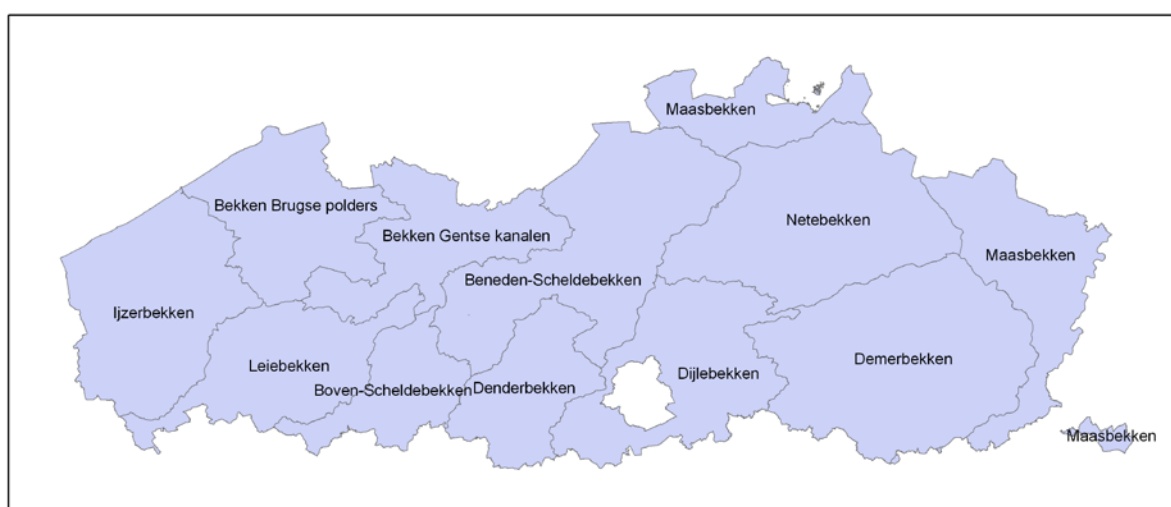 Maasbekken
Bekken Brugse polders
Netebekken
Bekken Gentse kanalen
Maasbekken
Beneden-Scheldebekken
Ijzerbekken
Demerbekken
Leiebekken
Dijlebekken
Boven-Scheldebekken
Denderbekken
Maasbekken